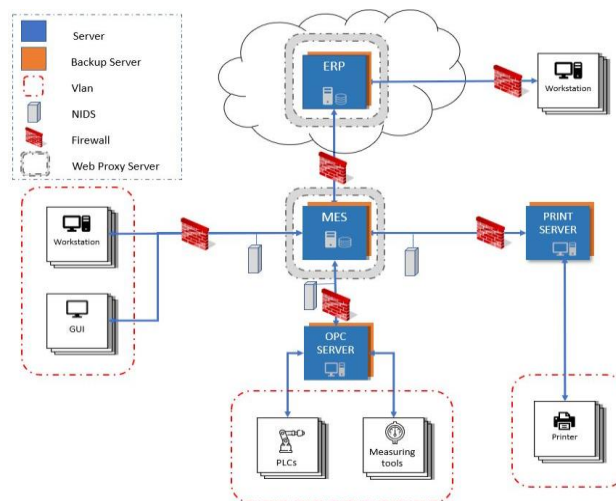 Server
Backup Server
Vlan
NIDS
Firewall
Web Proxy Server
ERP
Workstation
Workstation
GUI
MES
PRINT
SERVER
OPC
SERVER
PLCs
Measuring
tools
Printer